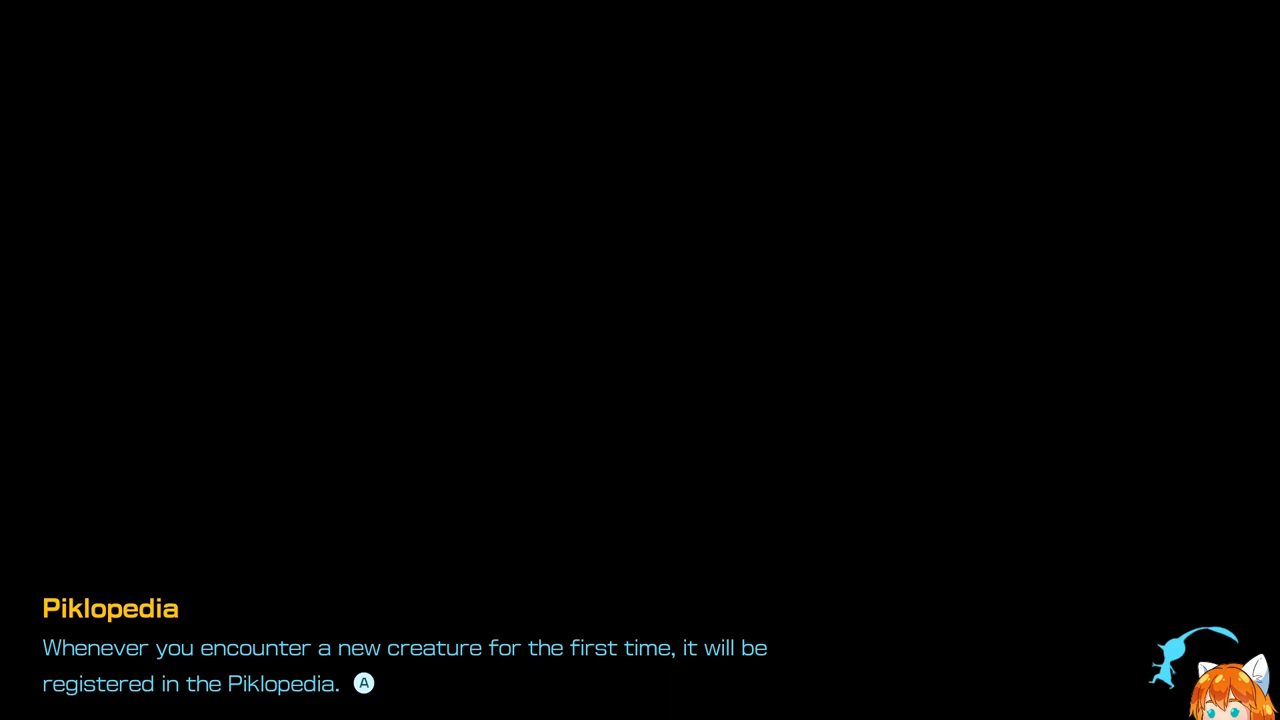 Piklopedia
Whenever you encounter a new creature for the first time, it will be
registered in the Piklopedia. A